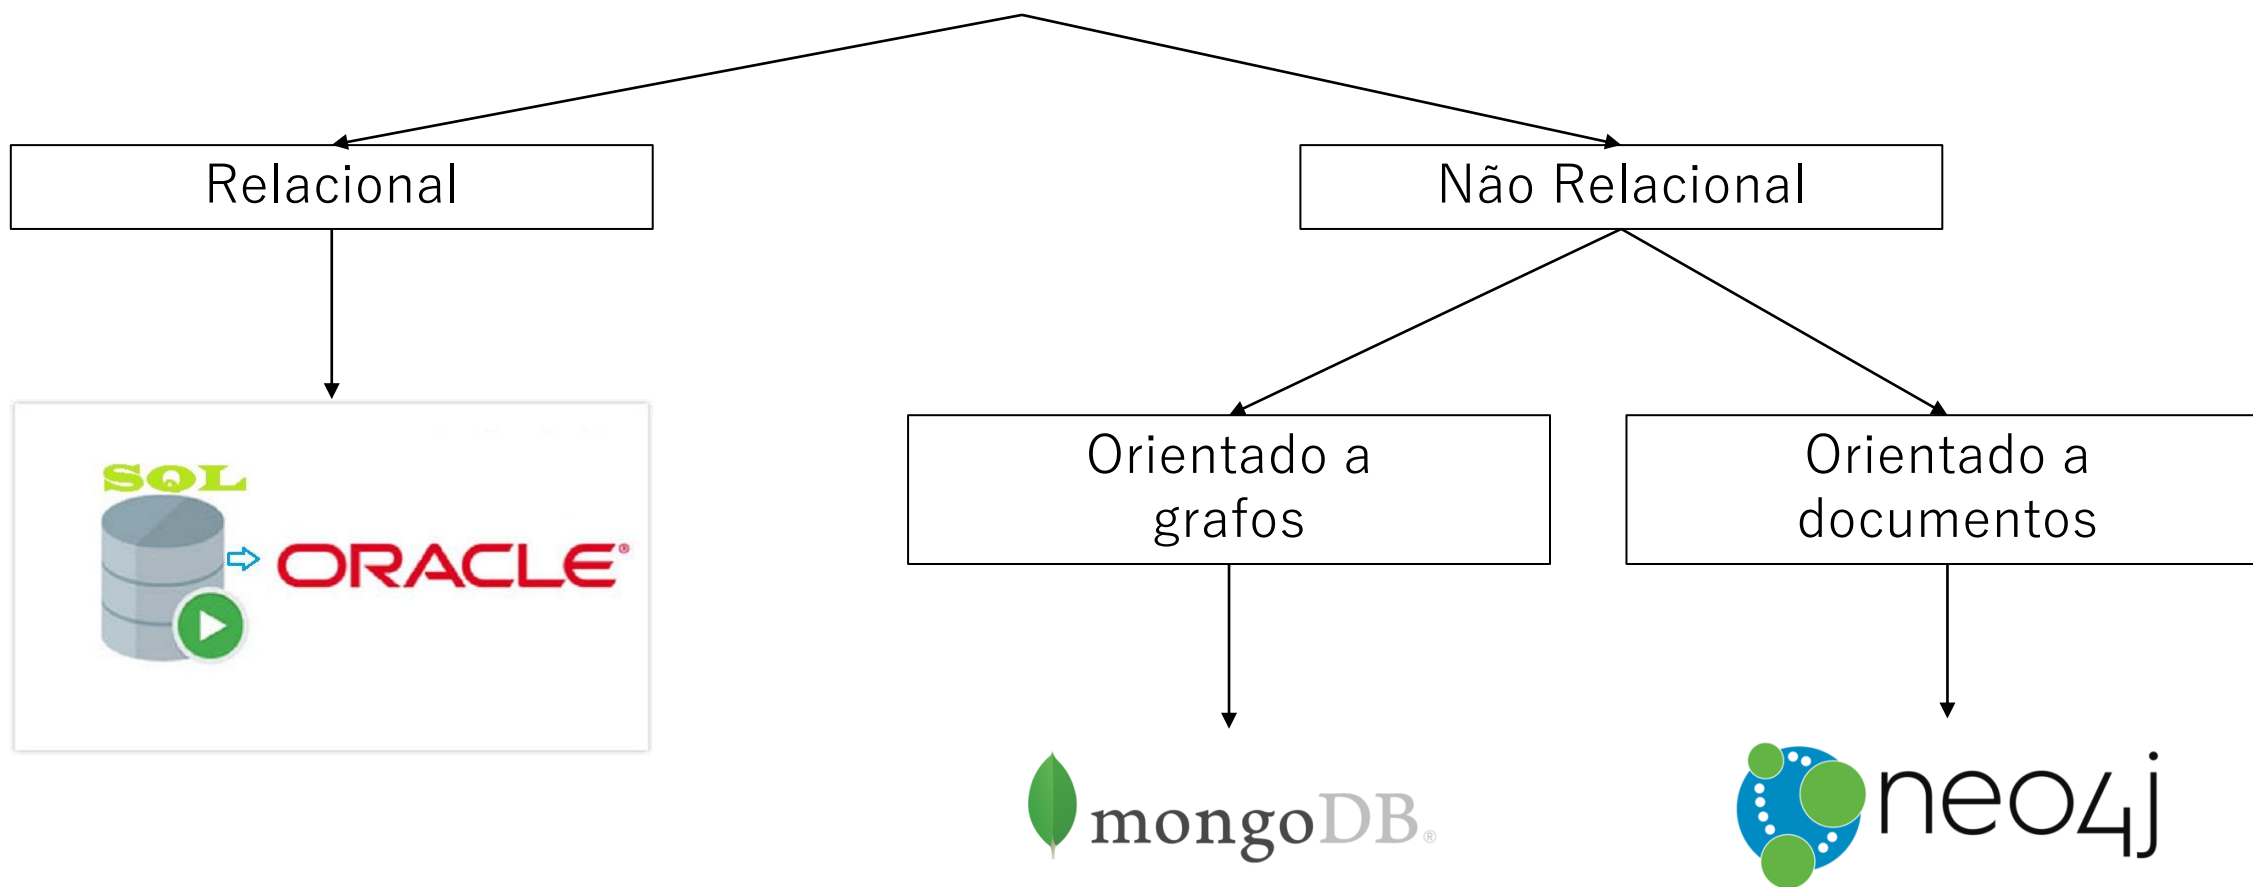 Relacional
Não Relacional
Orientado a
grafos
Orientado a
documentos
SQL
ORACLE®
mongoDB®
neo4j